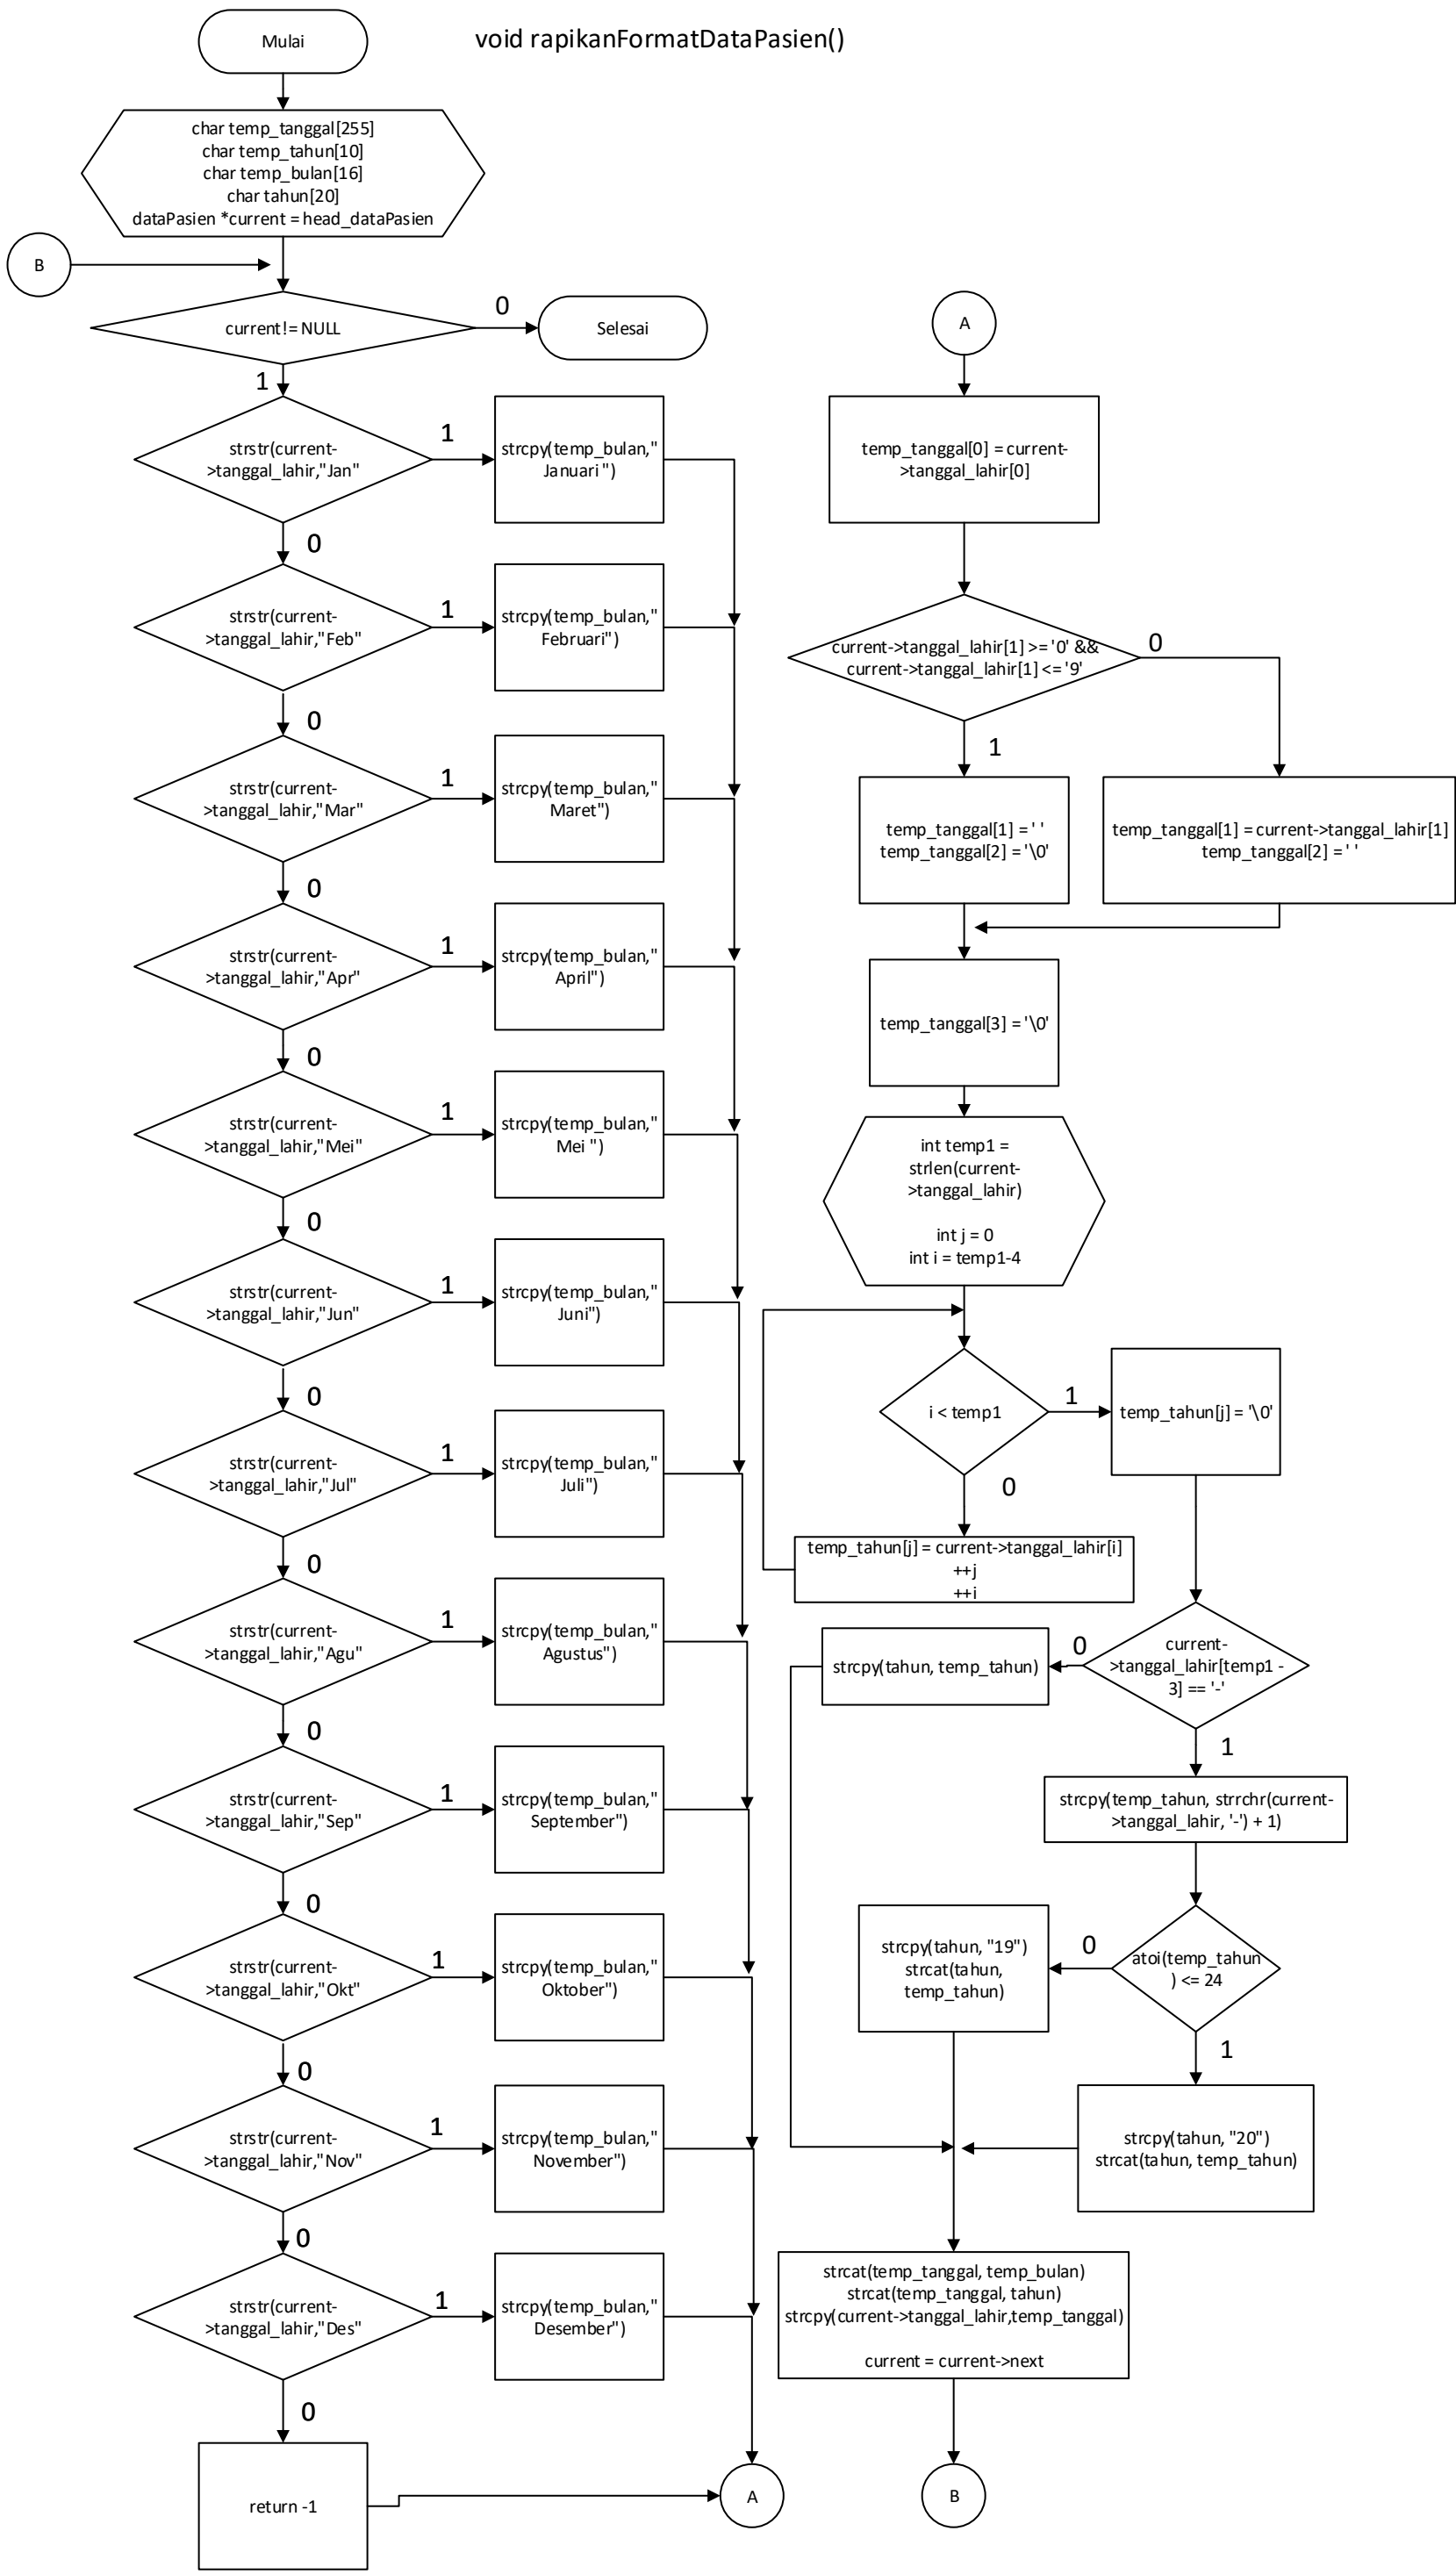 void rapikanFormatDataPasien()
Mulai
char temp_tanggal[255]
char temp_tahun[10]
char temp_bulan[16]
char tahun[20]
dataPasien *current = head_dataPasien
B
current!= NULL
0
Selesai
1
strstr(current-
>tanggal_lahir,"Jan"
1
strcpy(temp_bulan,"
Januari ")
0
strstr(current-
>tanggal_lahir,"Feb"
1
strcpy(temp_bulan,"
Februari")
0
strstr(current-
>tanggal_lahir,"Mar"
1
strcpy(temp_bulan,"
Maret")
0
strstr(current-
>tanggal_lahir,"Apr"
1
strcpy(temp_bulan,"
April")
0
strstr(current-
>tanggal_lahir,"Mei"
1
strcpy(temp_bulan,"
Mei ")
0
strstr(current-
>tanggal_lahir,"Jun"
1
strcpy(temp_bulan,"
Juni")
0
strstr(current-
>tanggal_lahir,"Jul"
1
strcpy(temp_bulan,"
Juli")
0
strstr(current-
>tanggal_lahir,"Agu"
1
strcpy(temp_bulan,"
Agustus")
0
strstr(current-
>tanggal_lahir,"Sep"
1
strcpy(temp_bulan,"
September")
0
strstr(current-
>tanggal_lahir,"Okt"
1
strcpy(temp_bulan,"
Oktober")
0
strstr(current-
>tanggal_lahir,"Nov"
1
strcpy(temp_bulan,"
November")
0
strstr(current-
>tanggal_lahir,"Des"
1
strcpy(temp_bulan,"
Desember")
0
return -1
A
A
temp_tanggal[0] = current-
>tanggal_lahir[0]
current->tanggal_lahir[1] >= '0' &&
current->tanggal_lahir[1] <= '9'
0
1
temp_tanggal[1] = ' '
temp_tanggal[2] = '\0'
temp_tanggal[1] = current->tanggal_lahir[1]
temp_tanggal[2] = ' '
temp_tanggal[3] = '\0'
int temp1 =
strlen(current-
>tanggal_lahir)
int j = 0
int i = temp1-4
i < temp1
1
temp_tahun[j] = '\0'
0
temp_tahun[j] = current->tanggal_lahir[i]
++j
++i
current-
>tanggal_lahir[temp1 -
3] == '-'
0
strcpy(tahun, temp_tahun)
1
strcpy(temp_tahun, strrchr(current-
>tanggal_lahir, '-') + 1)
atoi(temp_tahun
) <= 24
0
strcpy(tahun, "19")
strcat(tahun,
temp_tahun)
1
strcpy(tahun, "20")
strcat(tahun, temp_tahun)
strcat(temp_tanggal, temp_bulan)
strcat(temp_tanggal, tahun)
strcpy(current->tanggal_lahir,temp_tanggal)
current = current->next
B